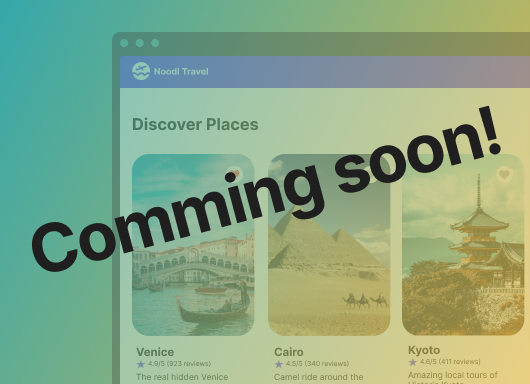 Noodl Travel
Discover Places
Comming soon!
Venice
4.9/5 (923 reviews)
The real hidden Venice
Cairo
4.5/5 (340 reviews)
Camel ride around the
Kyoto
4.6/5 (411 reviews)
Amazing local tours of